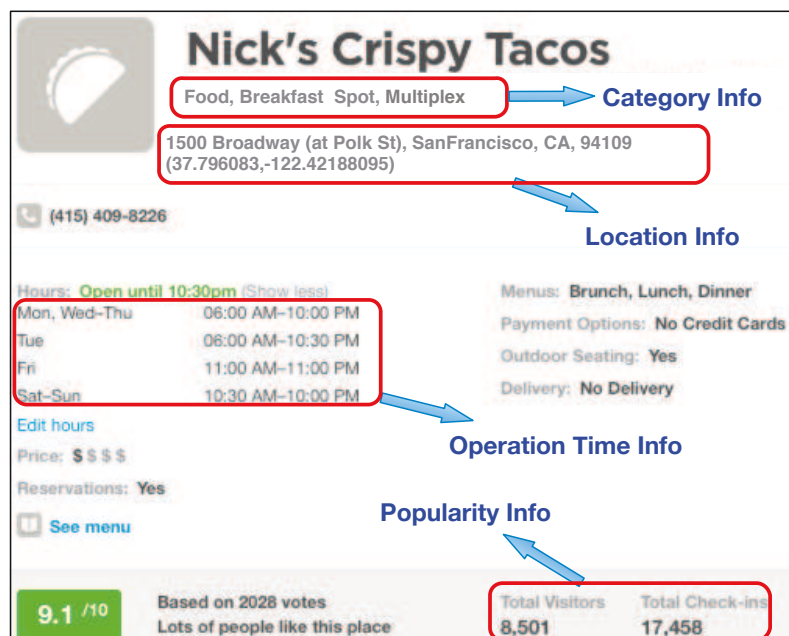 Nick's Crispy Tacos
Food, Breakfast Spot, Multiplex
Category Info
1500 Broadway (at Polk St), SanFrancisco, CA, 94109
(37.796083,-122.42188095)
(415) 409-8226
Location Info
Hours: Open until 10:30pm (Show less)
Mon, Wed–Thu 06:00 AM–10:00 PM
Tue 06:00 AM–10:30 PM
Fri 11:00 AM–11:00 PM
Sat–Sun 10:30 AM–10:00 PM
Menus: Brunch, Lunch, Dinner
Payment Options: No Credit Cards
Outdoor Seating: Yes
Delivery: No Delivery
Edit hours
Operation Time Info
Price: $ $ $ $
Reservations: Yes
See menu
Popularity Info
9.1 /10
Based on 2028 votes
Lots of people like this place
Total Visitors Total Check-ins
8,501 17,458